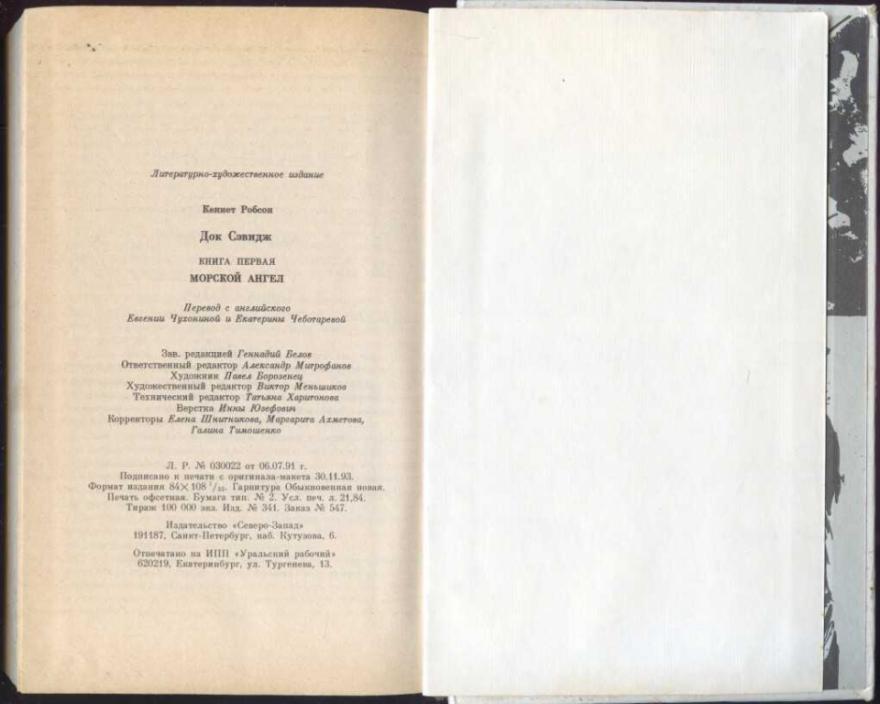 Литературно-художественное издание
Кеннет Робсон
Док Сэвидж
КНИГА ПЕРВАЯ
МОРСКОЙ АНГЕЛ
Перевод с английского
Евгении Чухониной и Екатерины Чеботаревой
Зав. редакцией Геннадий Белов
Ответственный редактор Александр Митрофанов
Художник Павел Борозенец
Художественный редактор Виктор Меньшиков
Технический редактор Татьяна Харитонова
Верстка Инны Юзефович
Корректоры Елена Шнитникова, Маргарита Ахметова,
Галина Тимошенко
Л. Р. № 030022 от 06.07.91 г.
Подписано к печати с оригинала-макета 30.11.93.
Формат издания 84×108 ¹/₃₂. Гарнитура Обыкновенная новая.
Печать офсетная. Бумага тип. № 2. Усл. печ. л. 21,84.
Тираж 100 000 экз. Изд. № 341. Заказ № 547.
Издательство «Северо-Запад»
191187, Санкт-Петербург, наб. Кутузова, 6.
Отпечатано на ИПП «Уральский рабочий»
620219, Екатеринбург, ул. Тургенева, 13.